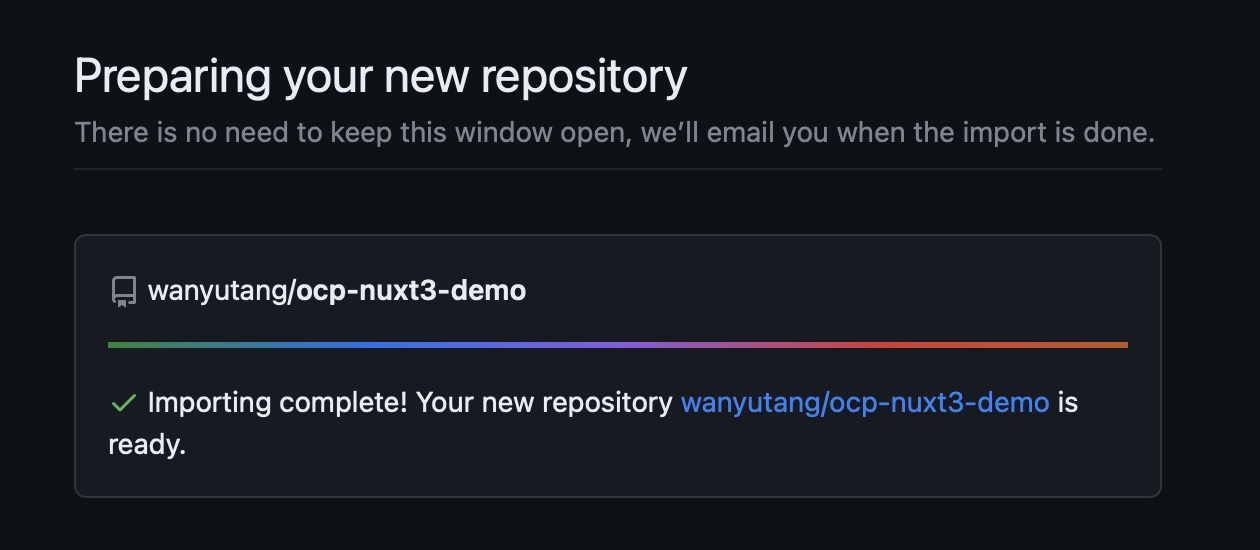 Preparing your new repository
There is no need to keep this window open, we’ll email you when the import is done.
wanyutang/ocp-nuxt3-demo
Importing complete! Your new repository wanyutang/ocp-nuxt3-demo is
ready.